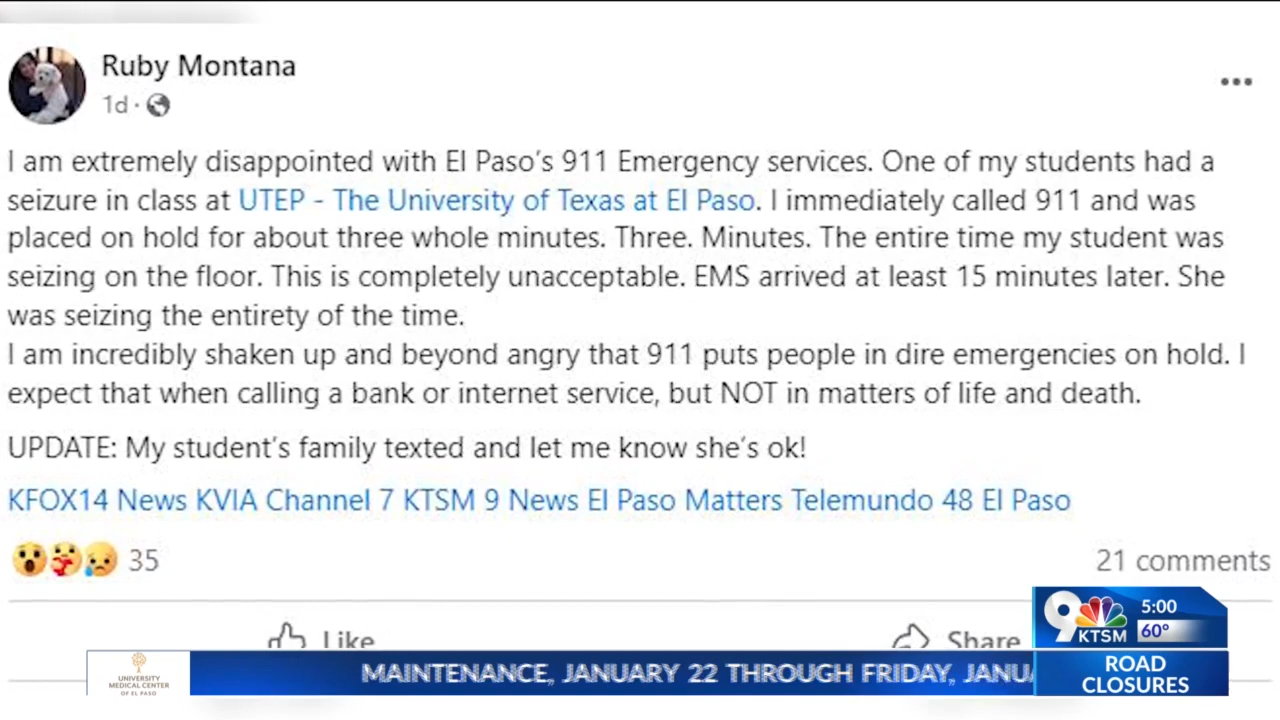 Ruby Montana
1d ·
I am extremely disappointed with El Paso's 911 Emergency services. One of my students had a
seizure in class at UTEP - The University of Texas at El Paso. I immediately called 911 and was
placed on hold for about three whole minutes. Three. Minutes. The entire time my student was
seizing on the floor. This is completely unacceptable. EMS arrived at least 15 minutes later. She
was seizing the entirety of the time.
I am incredibly shaken up and beyond angry that 911 puts people in dire emergencies on hold. I
expect that when calling a bank or internet service, but NOT in matters of life and death.
UPDATE: My student's family texted and let me know she's ok!
KFOX14 News KVIA Channel 7 KTSM 9 News El Paso Matters Telemundo 48 El Paso
35
21 comments
Like
Share
9 KTSM
5:00
60°
UNIVERSITY
MEDICAL CENTER
OF EL PASO
MAINTENANCE, JANUARY 22 THROUGH FRIDAY, JANU
ROAD
CLOSURES